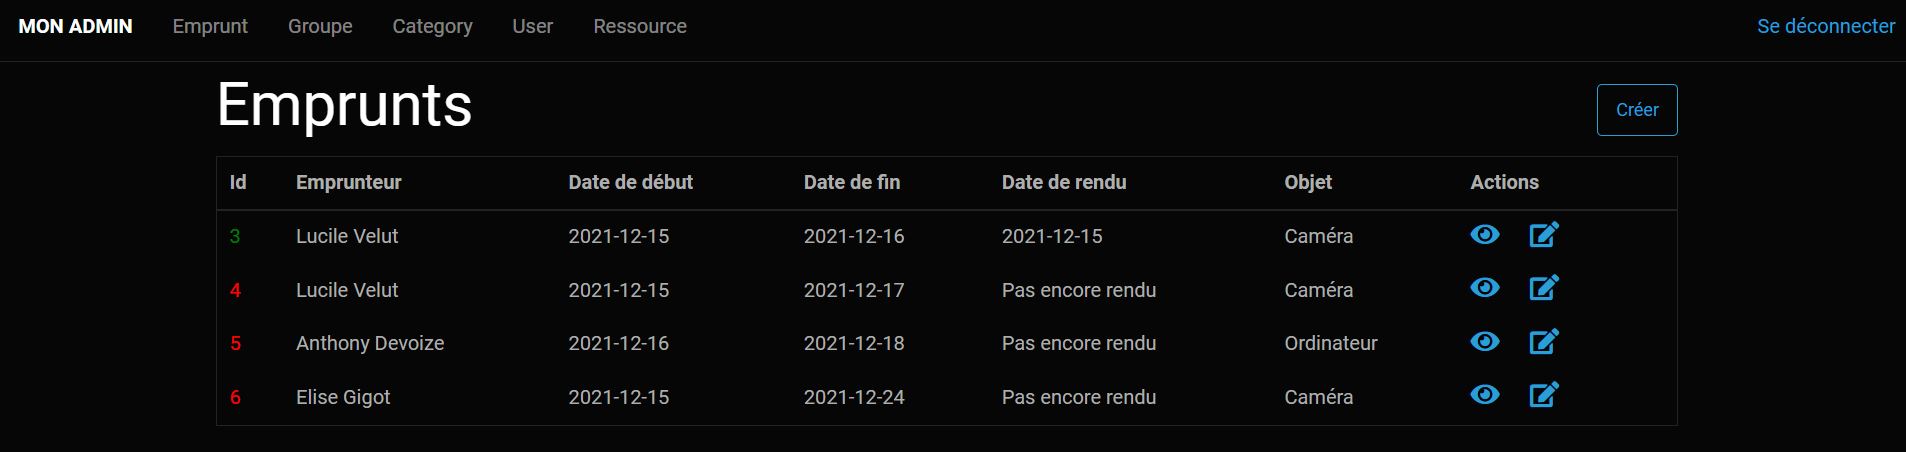 MON ADMIN Emprunt Groupe Category User Ressource Se déconnecter
Emprunts Créer
Id Emprunteur Date de début Date de fin Date de rendu Objet Actions
3 Lucile Velut 2021-12-15 2021-12-16 2021-12-15 Caméra
4 Lucile Velut 2021-12-15 2021-12-17 Pas encore rendu Caméra
5 Anthony Devoize 2021-12-16 2021-12-18 Pas encore rendu Ordinateur
6 Elise Gigot 2021-12-15 2021-12-24 Pas encore rendu Caméra